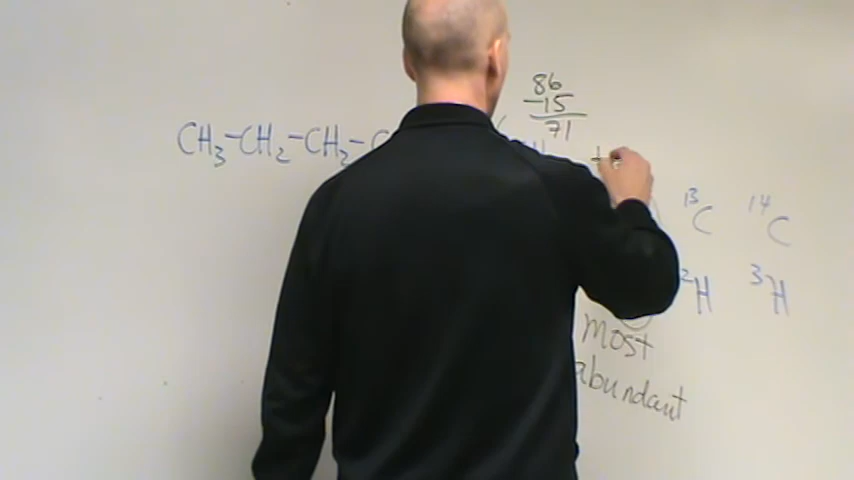 86
-15
71
CH3-CH2-CH2-C
13C 14C
2H 3H
most
abundant